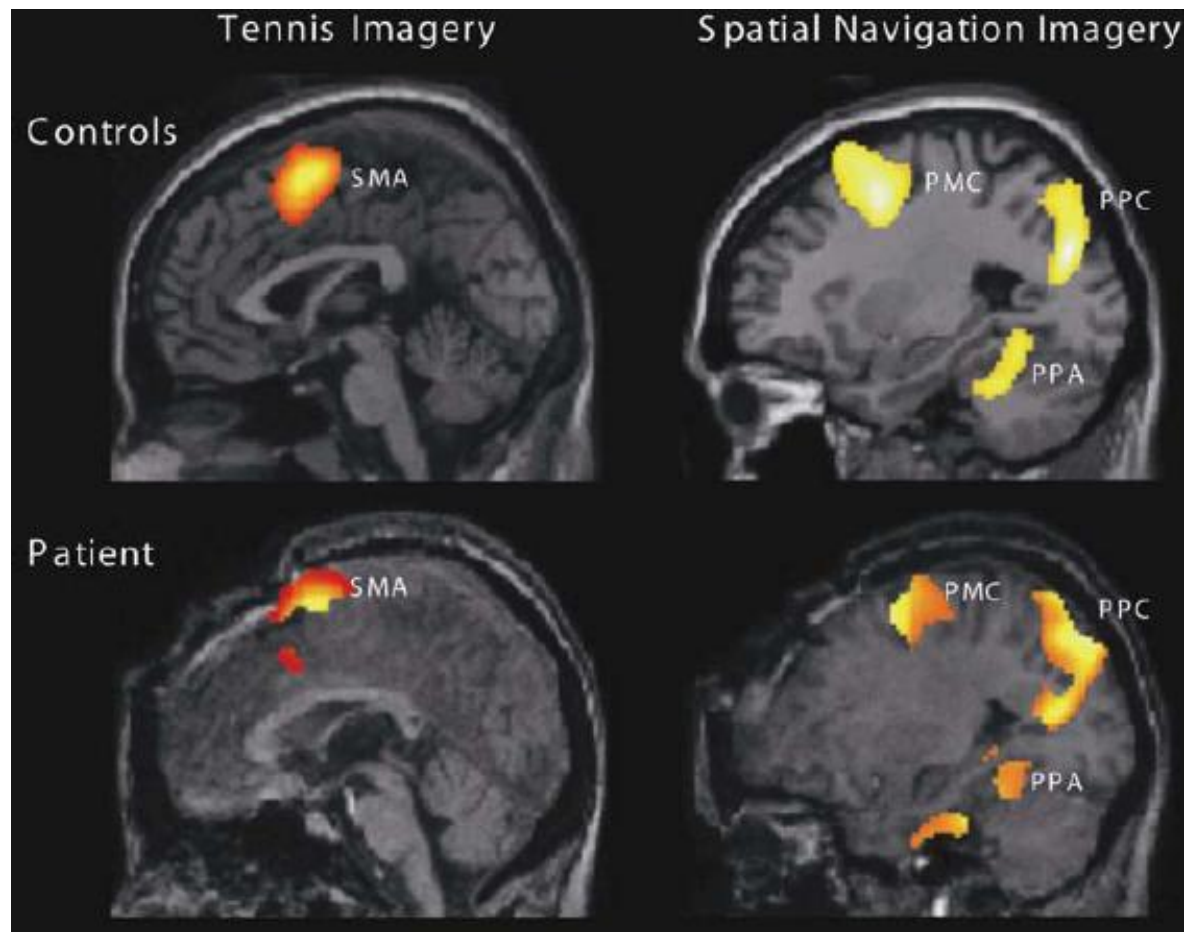 Tennis Imagery
Spatial Navigation Imagery
Controls
SMA
PMC
PPC
PPA
Patient
SMA
PMC
PPC
PPA